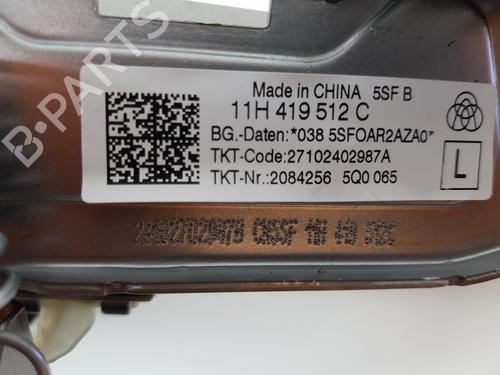 Made in CHINA 5SF B
11H 419 512 C
BG.-Daten:*038 5SFOAR2AZA0*
TKT-Code:27102402987A
TKT-Nr.:2084256 5Q0 065
L